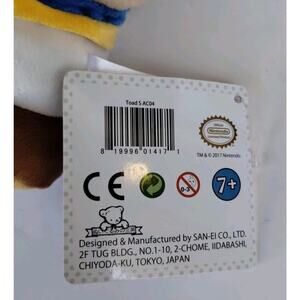 Toad S AC04
8 19996 01417 1
Nintendo
TM & © 2017 Nintendo.
CE
0-3
7+
Designed & Manufactured by SAN-EI CO., LTD.
2F TUG BLDG., NO.1-10, 2-CHOME, IIDABASHI,
CHIYODA-KU, TOKYO, JAPAN